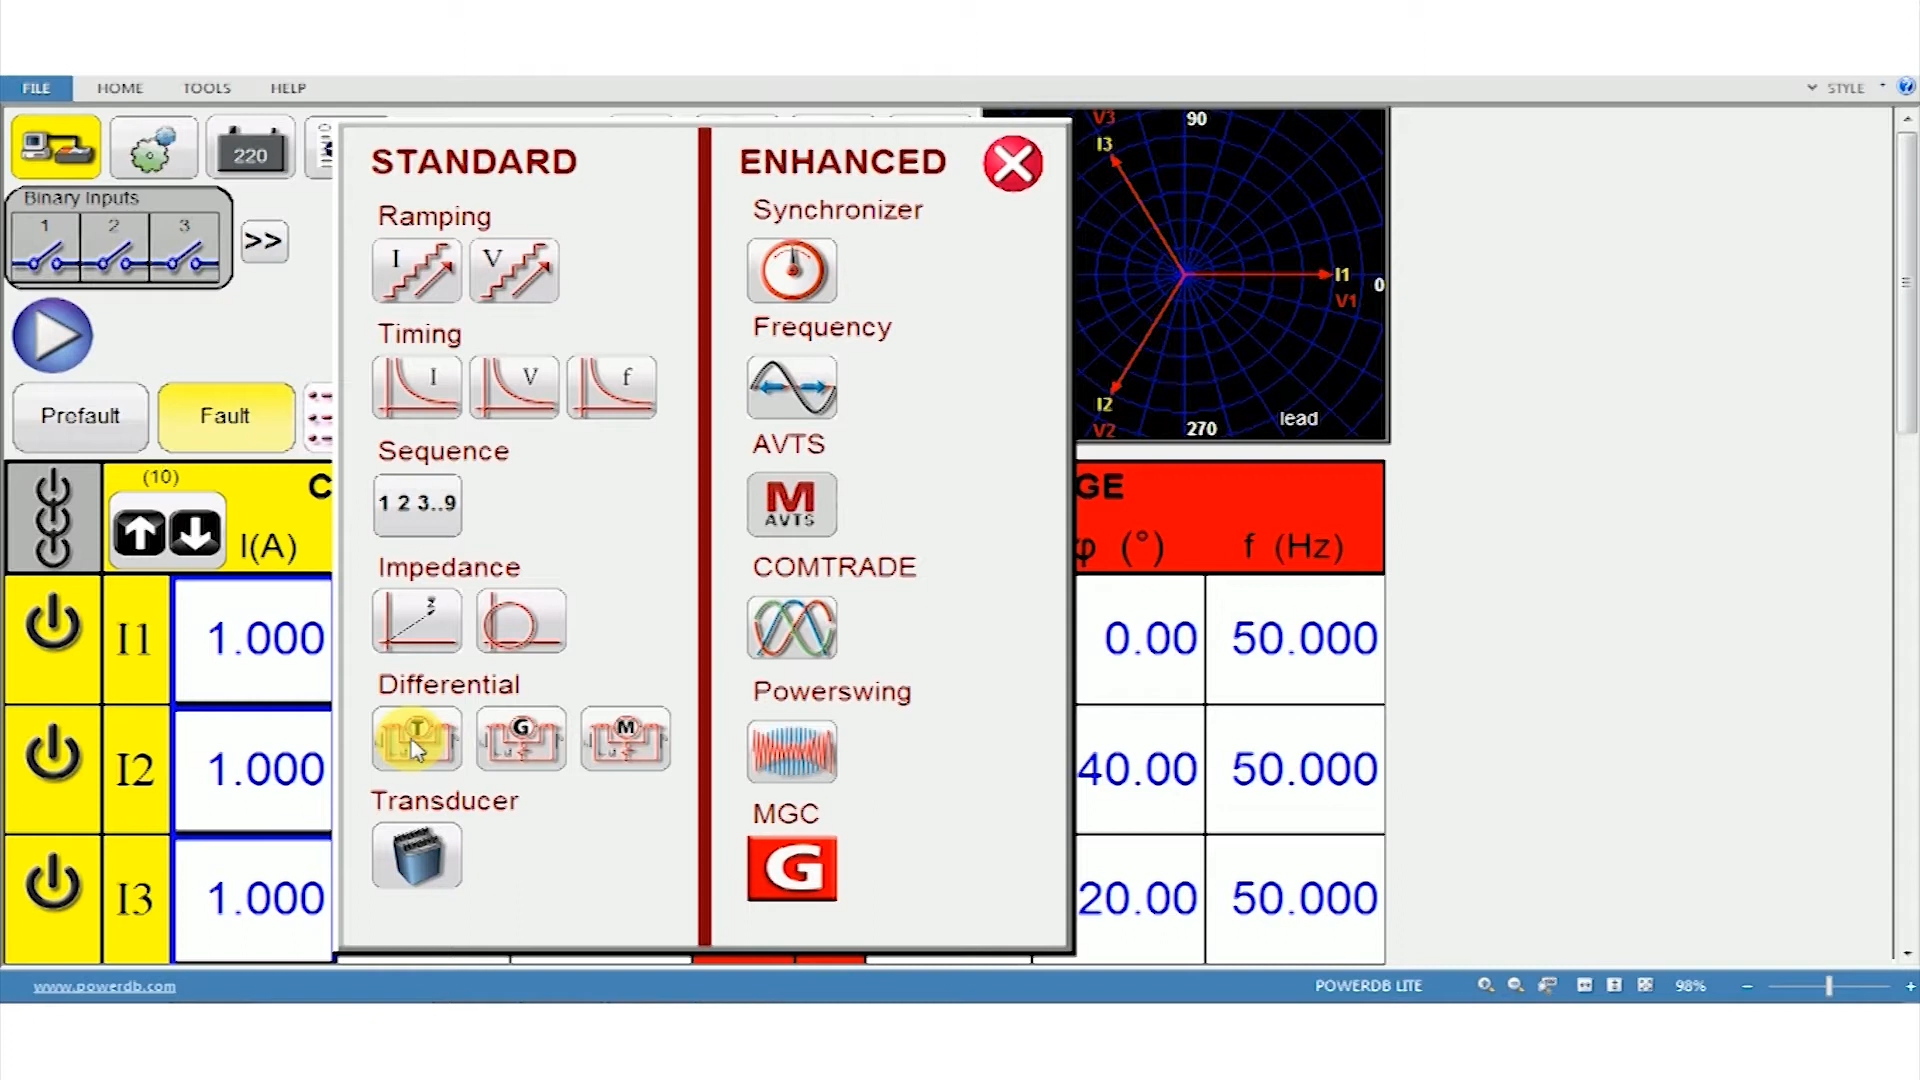 FILE HOME TOOLS HELP STYLE ?
220
Binary Inputs
1 2 3
>>
Prefault Fault
STANDARD
Ramping
I V
Timing
I V f
Sequence
1 2 3..9
Impedance
z
Differential
T G M
Transducer
ENHANCED
Synchronizer
Frequency
AVTS
M
AVTS
COMTRADE
Powerswing
MGC
G
V3 90
I3
I1 0
V1
I2 lead
V2 270
(10) C GE
I(A) φ (°) f (Hz)
I1 1.000 0.00 50.000
I2 1.000 40.00 50.000
I3 1.000 20.00 50.000
www.powerdb.com POWERDB LITE 98% − +